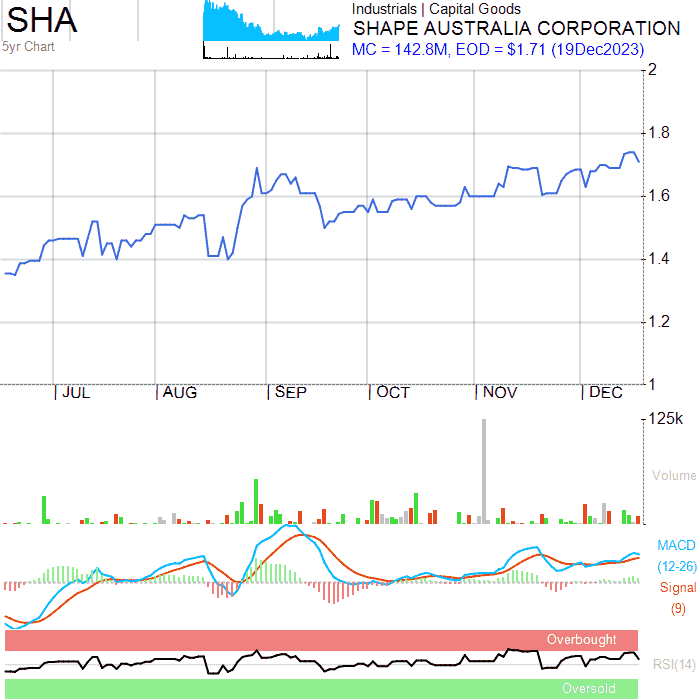 SHA
5yr Chart
Industrials | Capital Goods
SHAPE AUSTRALIA CORPORATION
MC = 142.8M, EOD = $1.71 (19Dec2023)
2
1.8
1.6
1.4
1.2
1
JUL AUG SEP OCT NOV DEC
125k
Volume
MACD
(12-26)
Signal
(9)
Overbought
RSI(14)
Oversold